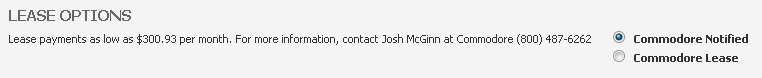 LEASE OPTIONS
Lease payments as low as $300.93 per month. For more information, contact Josh McGinn at Commodore (800) 487-6262
Commodore Notified
Commodore Lease